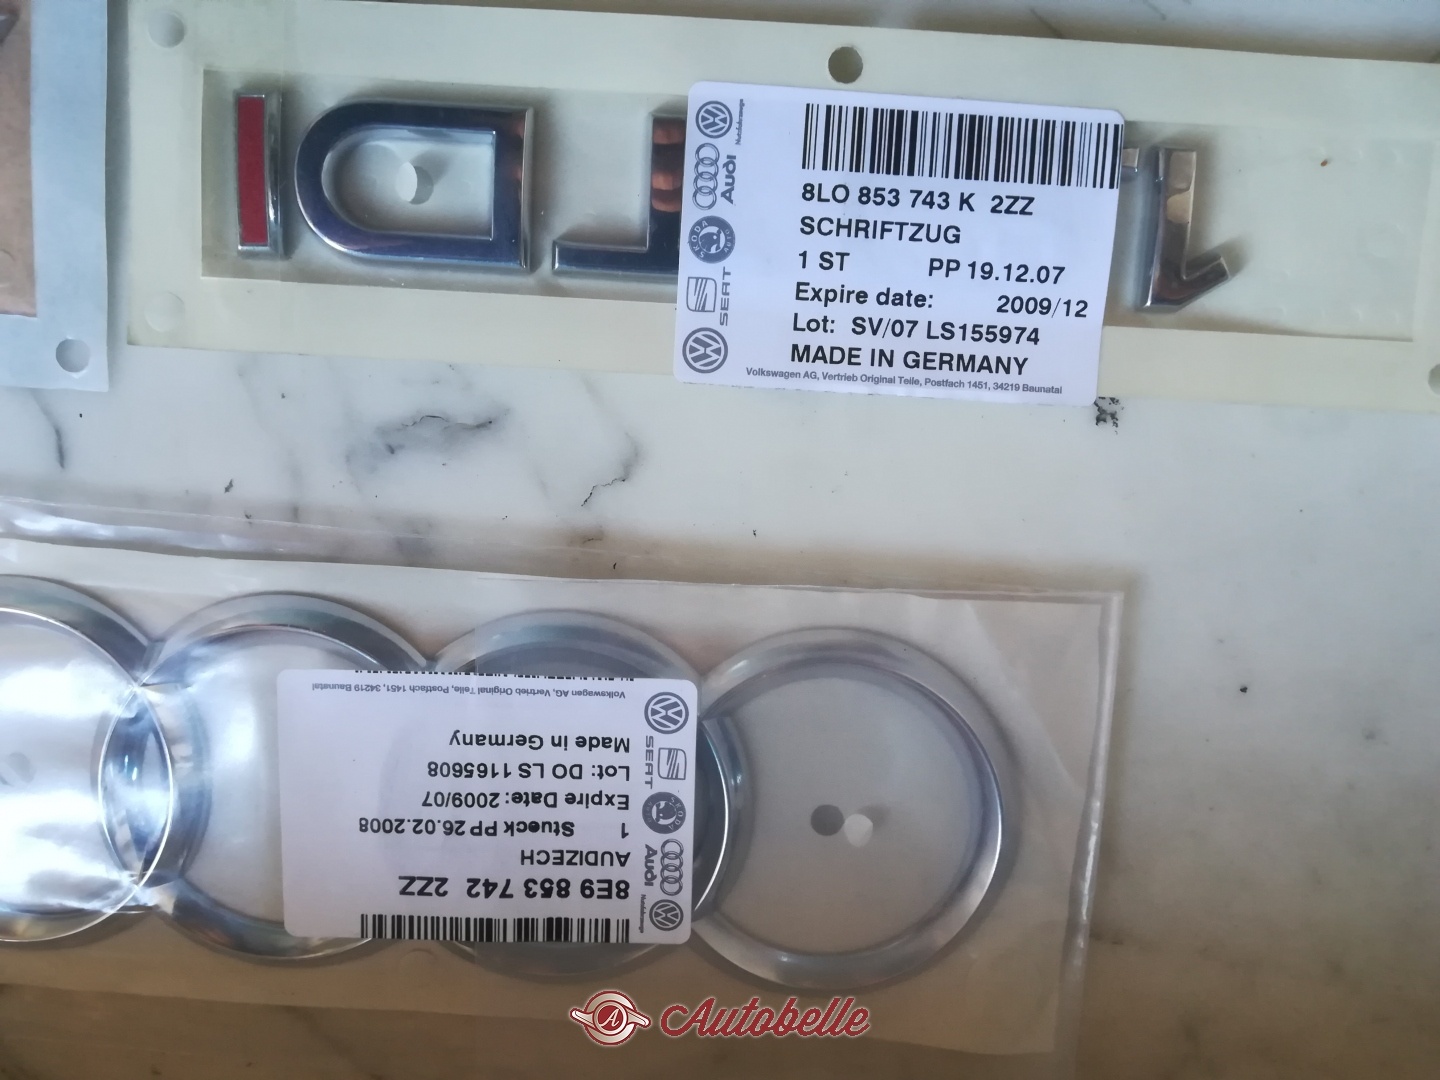 8L0 853 743 K 2ZZ
SCHRIFTZUG
1 ST PP 19.12.07
Expire date: 2009/12
Lot: SV/07 LS155974
MADE IN GERMANY
Volkswagen AG, Vertrieb Original Teile, Postfach 1451, 34219 Baunatal
Audi
SKODA
SEAT
8E9 853 742 2ZZ
AUDIZECH
1 Stueck PP 26.02.2008
Expire Date: 2009/07
Lot: DO LS 1165608
Made in Germany
Volkswagen AG, Vertrieb Original Teile, Postfach 1451, 34219 Baunatal
Audi
SKODA
SEAT
Autobelle